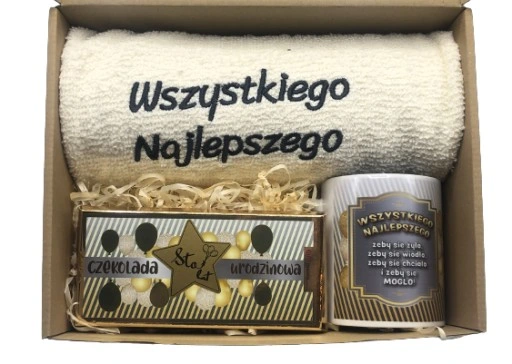 Wszystkiego
Najlepszego
Sto
lat
czekolada urodzinowa
WSZYSTKIEGO
NAJLEPSZEGO
żeby się żyło
żeby się wiodło
żeby się chciało
i żeby się
MOGŁO!